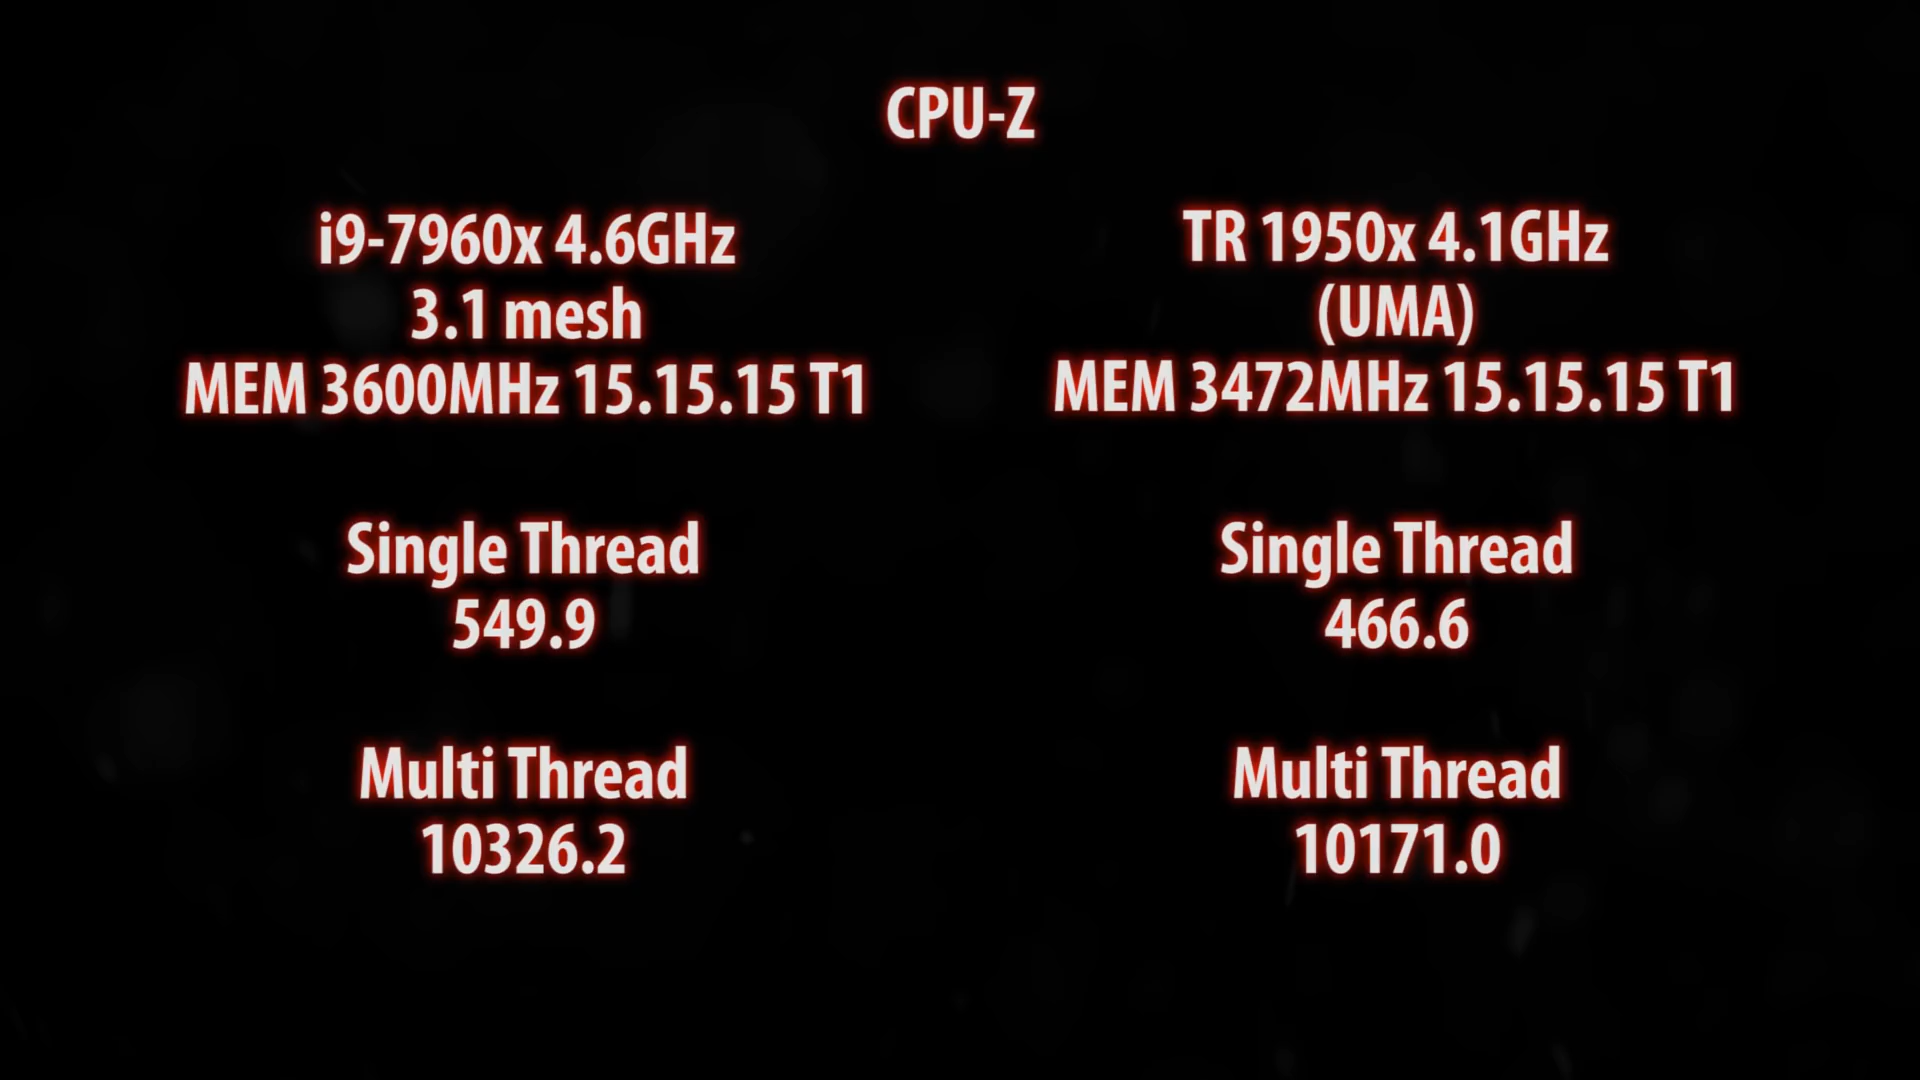 CPU-Z
i9-7960x 4.6GHz
3.1 mesh
MEM 3600MHz 15.15.15 T1
Single Thread
549.9
Multi Thread
10326.2
TR 1950x 4.1GHz
(UMA)
MEM 3472MHz 15.15.15 T1
Single Thread
466.6
Multi Thread
10171.0